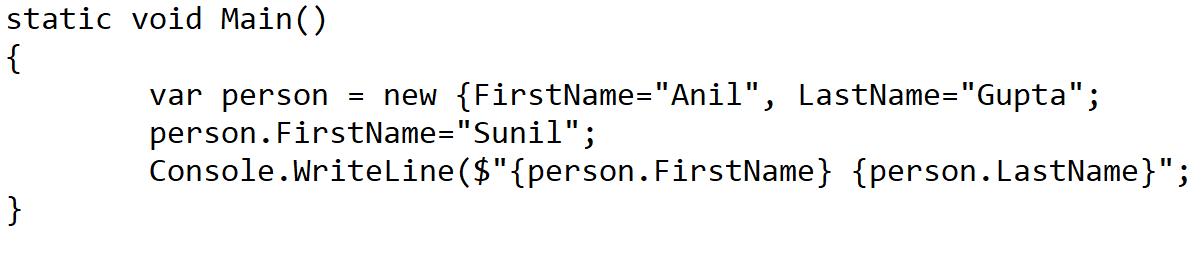 static void Main()
{
        var person = new {FirstName="Anil", LastName="Gupta";
        person.FirstName="Sunil";
        Console.WriteLine($"{person.FirstName} {person.LastName}";
}